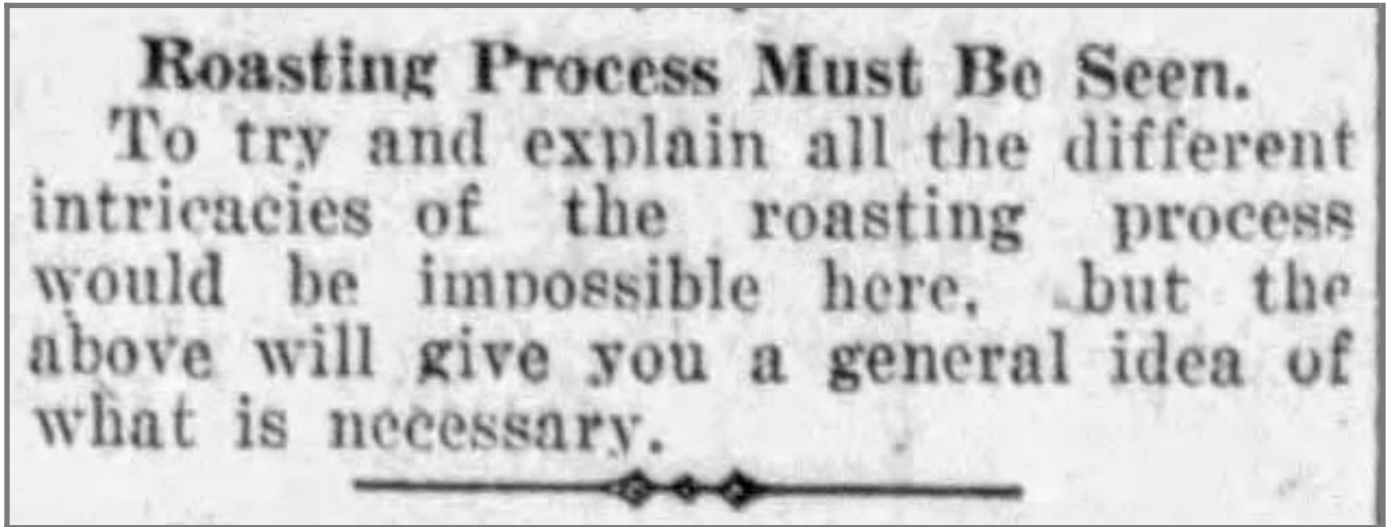 Roasting Process Must Be Seen.
To try and explain all the different
intricacies of the roasting process
would be impossible here, but the
above will give you a general idea of
what is necessary.